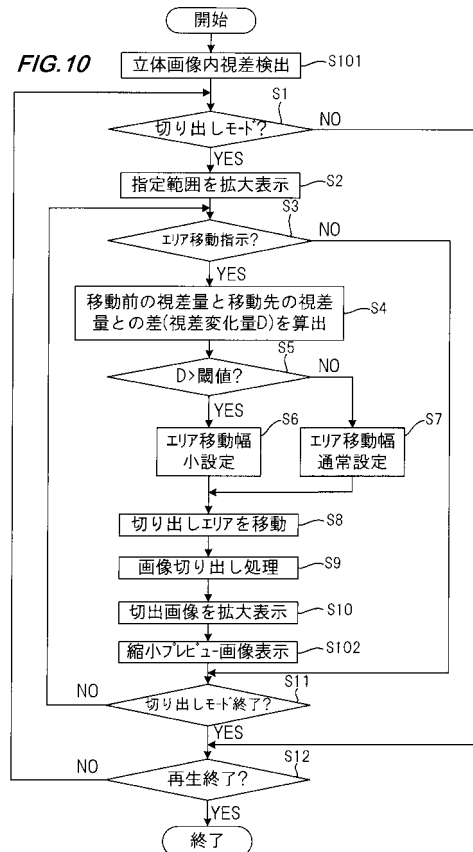 FIG.10
開始
立体画像内視差検出
S101
切り出しモード?
S1
NO
YES
指定範囲を拡大表示
S2
エリア移動指示?
S3
NO
YES
移動前の視差量と移動先の視差
量との差(視差変化量D)を算出
S4
D>閾値?
S5
NO
YES
エリア移動幅
小設定
S6
エリア移動幅
通常設定
S7
切り出しエリアを移動
S8
画像切り出し処理
S9
切出画像を拡大表示
S10
縮小プレビュー画像表示
S102
切り出しモード終了?
S11
NO
YES
再生終了?
S12
NO
YES
終了